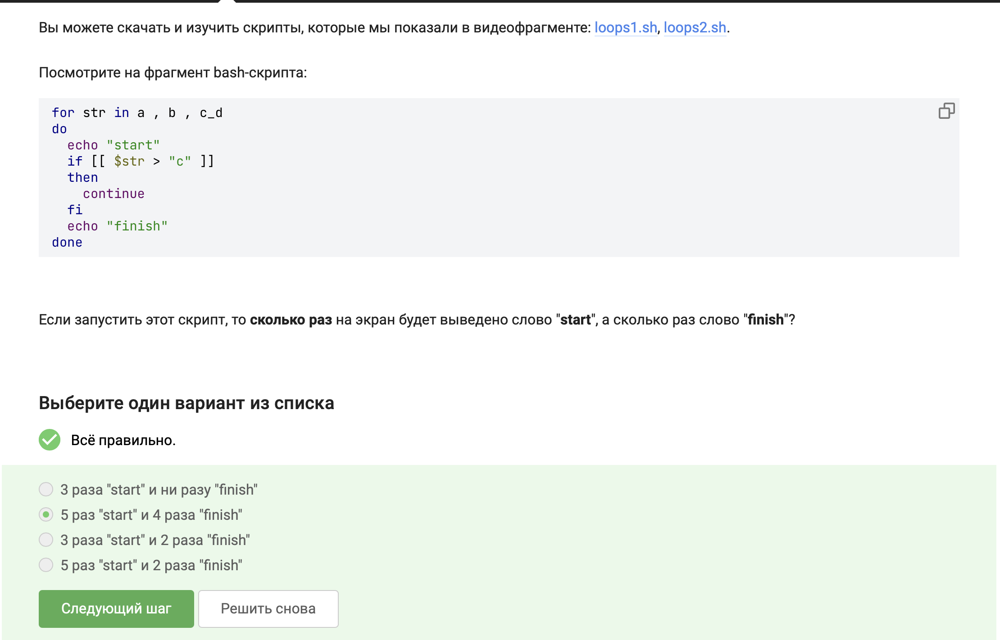 Вы можете скачать и изучить скрипты, которые мы показали в видеофрагменте: loops1.sh, loops2.sh.
Посмотрите на фрагмент bash-скрипта:
for str in a , b , c_d
do
  echo "start"
  if [[ $str > "c" ]]
  then
    continue
  fi
  echo "finish"
done
Если запустить этот скрипт, то сколько раз на экран будет выведено слово "start", а сколько раз слово "finish"?
Выберите один вариант из списка
Всё правильно.
3 раза "start" и ни разу "finish"
5 раз "start" и 4 раза "finish"
3 раза "start" и 2 раза "finish"
5 раз "start" и 2 раза "finish"
Следующий шаг
Решить снова